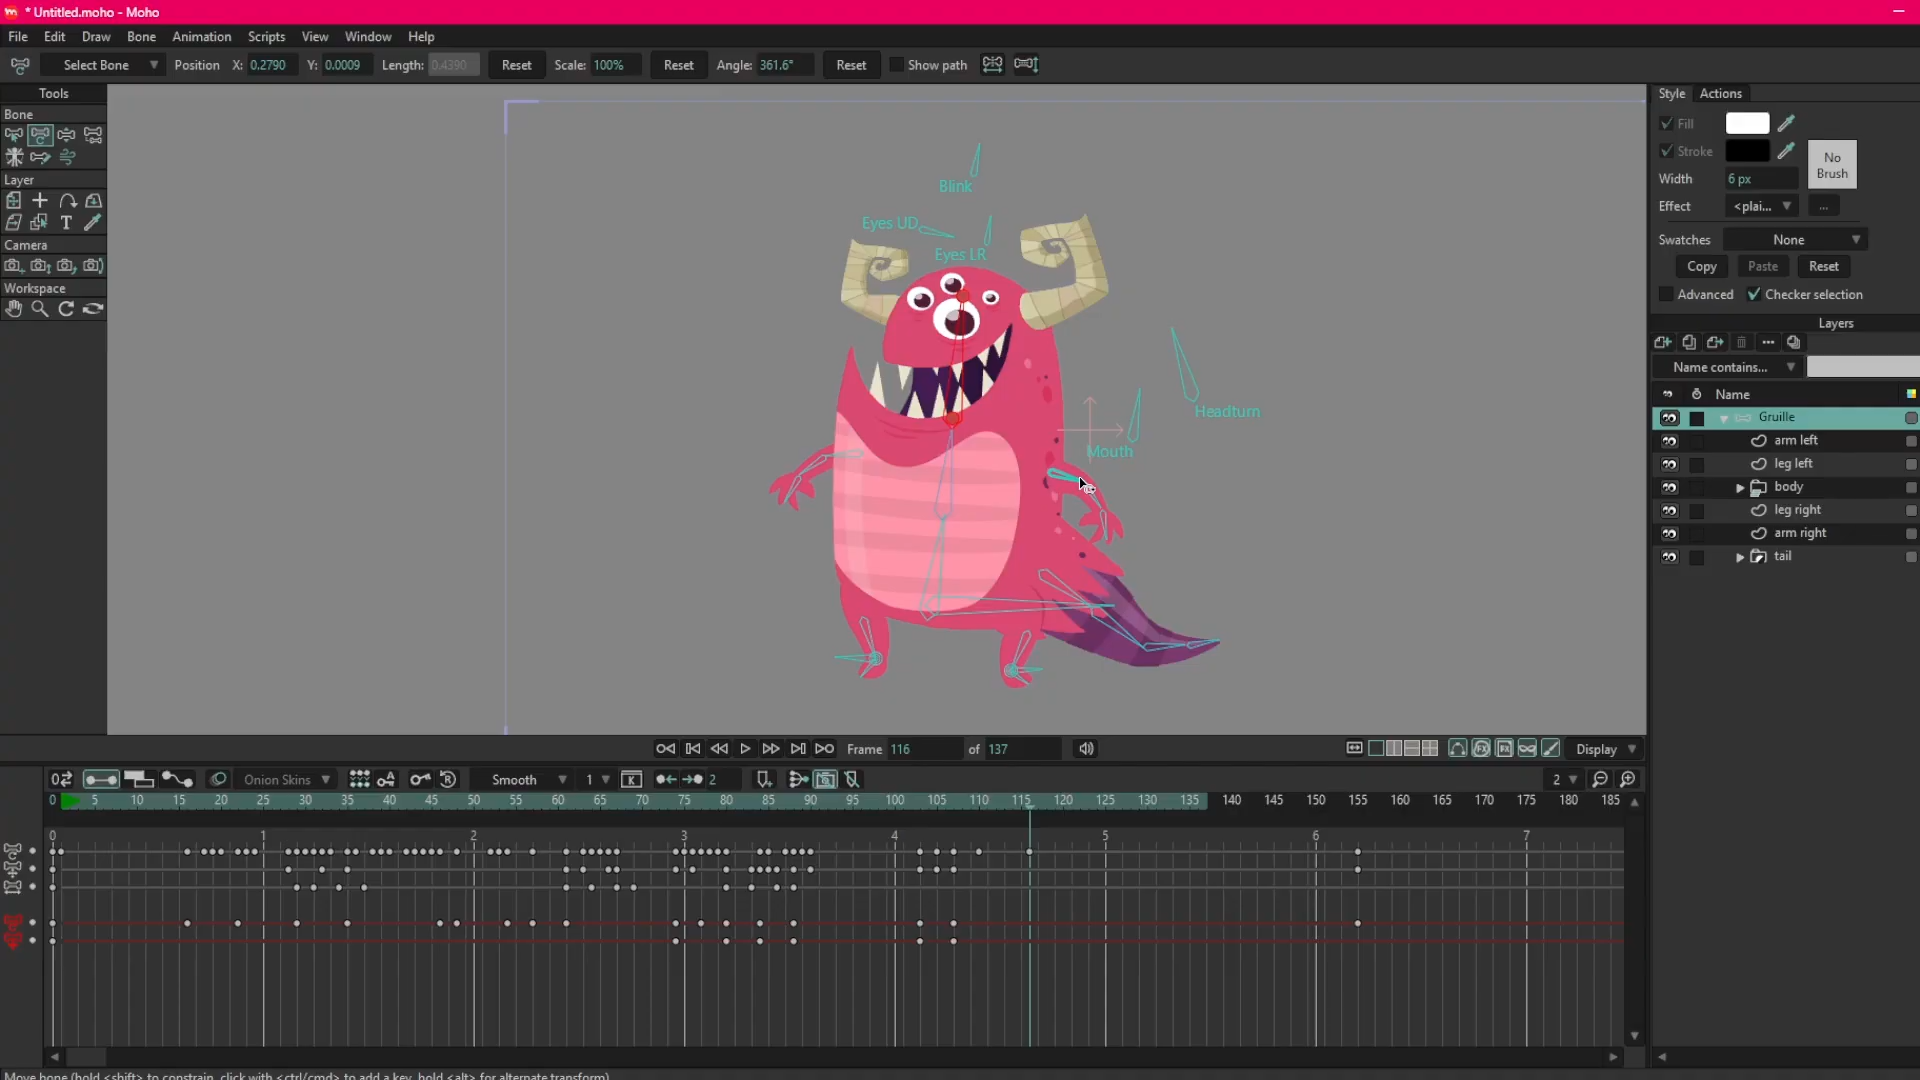 * Untitled.moho - Moho
File Edit Draw Bone Animation Scripts View Window Help
Select Bone Position X: 0.2790 Y: 0.0009 Length: 0.4390 Reset Scale: 100% Reset Angle: 361.6° Reset Show path
Tools
Bone
Layer
Camera
Workspace
Blink
Eyes UD
Eyes LR
Headturn
Mouth
Style Actions
Fill
Stroke
No Brush
Width 6 px
Effect <plai... ...
Swatches None
Copy Paste Reset
Advanced Checker selection
Layers
Name contains...
Name
Gruille
arm left
leg left
body
leg right
arm right
tail
Frame 116 of 137
Display
Onion Skins Smooth 1 2 2
0 5 10 15 20 25 30 35 40 45 50 55 60 65 70 75 80 85 90 95 100 105 110 115 120 125 130 135 140 145 150 155 160 165 170 175 180 185
0 1 2 3 4 5 6 7
Move bone (hold <shift> to constrain, click with <ctrl/cmd> to add a key, hold <alt> for alternate transform)